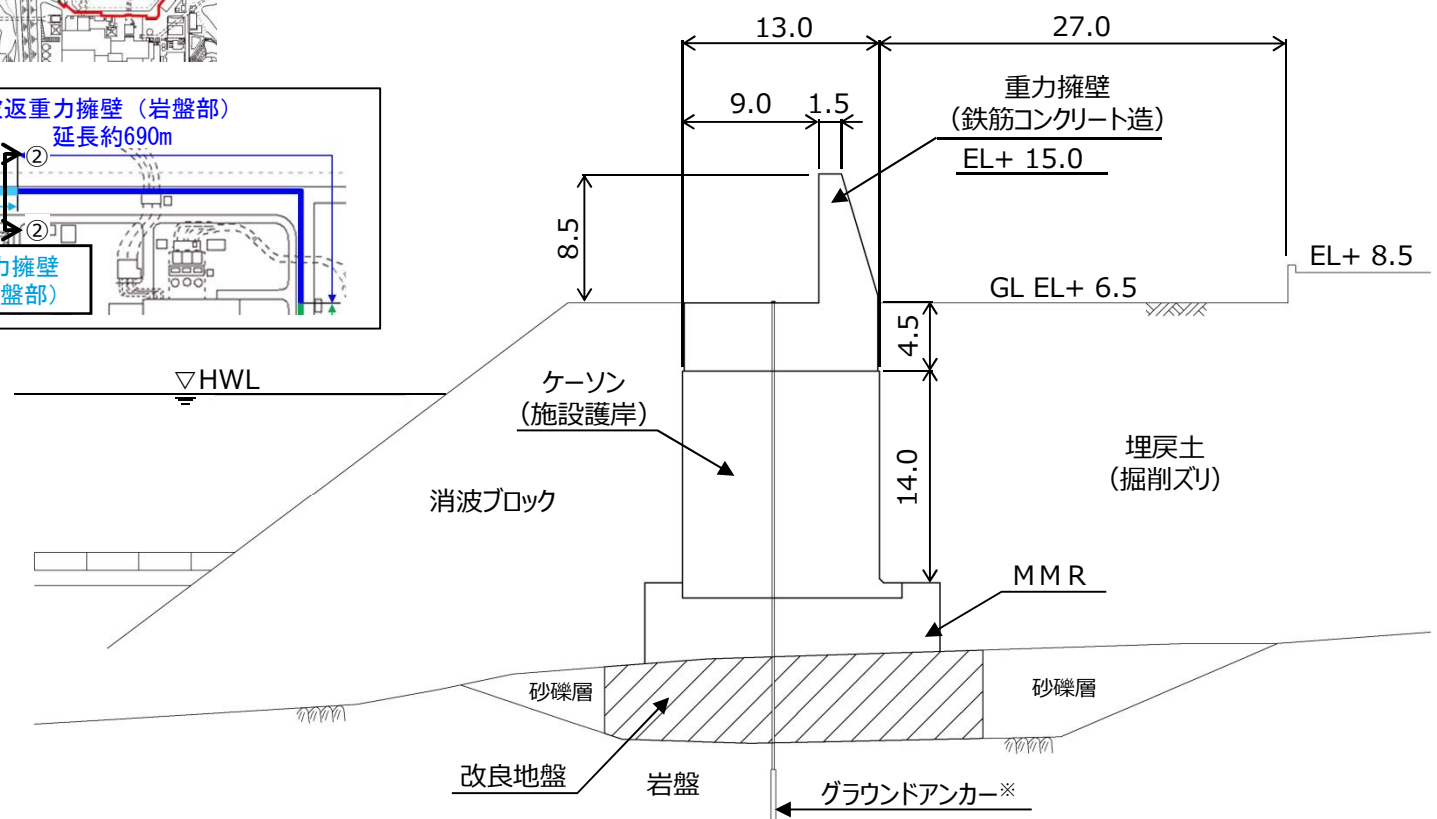 返重力擁壁（岩盤部）
延長約690m
②
②
力擁壁
盤部）
13.0
27.0
9.0
1.5
重力擁壁
（鉄筋コンクリート造）
EL+ 15.0
8.5
EL+ 8.5
GL EL+ 6.5
4.5
▽HWL
ケーソン
（施設護岸）
14.0
埋戻土
（掘削ズリ）
消波ブロック
ＭＭＲ
砂礫層
砂礫層
改良地盤
岩盤
グラウンドアンカー※